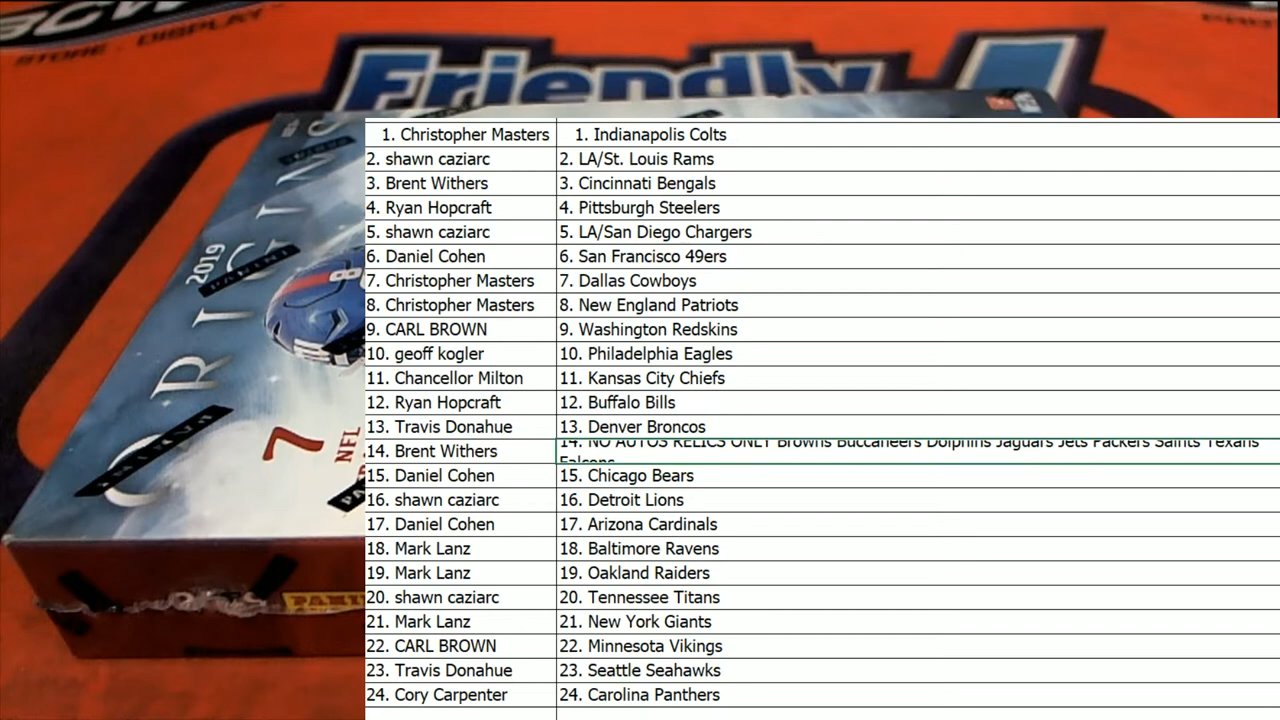 BCW
STORE · DISPLAY
PRO
Friendly
2019
PANINI
ORIGINS
7
NFL
PANINI
PANINI
1. Christopher Masters 1. Indianapolis Colts
2. shawn caziarc 2. LA/St. Louis Rams
3. Brent Withers 3. Cincinnati Bengals
4. Ryan Hopcraft 4. Pittsburgh Steelers
5. shawn caziarc 5. LA/San Diego Chargers
6. Daniel Cohen 6. San Francisco 49ers
7. Christopher Masters 7. Dallas Cowboys
8. Christopher Masters 8. New England Patriots
9. CARL BROWN 9. Washington Redskins
10. geoff kogler 10. Philadelphia Eagles
11. Chancellor Milton 11. Kansas City Chiefs
12. Ryan Hopcraft 12. Buffalo Bills
13. Travis Donahue 13. Denver Broncos
14. Brent Withers 14. NO AUTOS RELICS ONLY Browns Buccaneers Dolphins Jaguars Jets Packers Saints Texans
Falcons
15. Daniel Cohen 15. Chicago Bears
16. shawn caziarc 16. Detroit Lions
17. Daniel Cohen 17. Arizona Cardinals
18. Mark Lanz 18. Baltimore Ravens
19. Mark Lanz 19. Oakland Raiders
20. shawn caziarc 20. Tennessee Titans
21. Mark Lanz 21. New York Giants
22. CARL BROWN 22. Minnesota Vikings
23. Travis Donahue 23. Seattle Seahawks
24. Cory Carpenter 24. Carolina Panthers